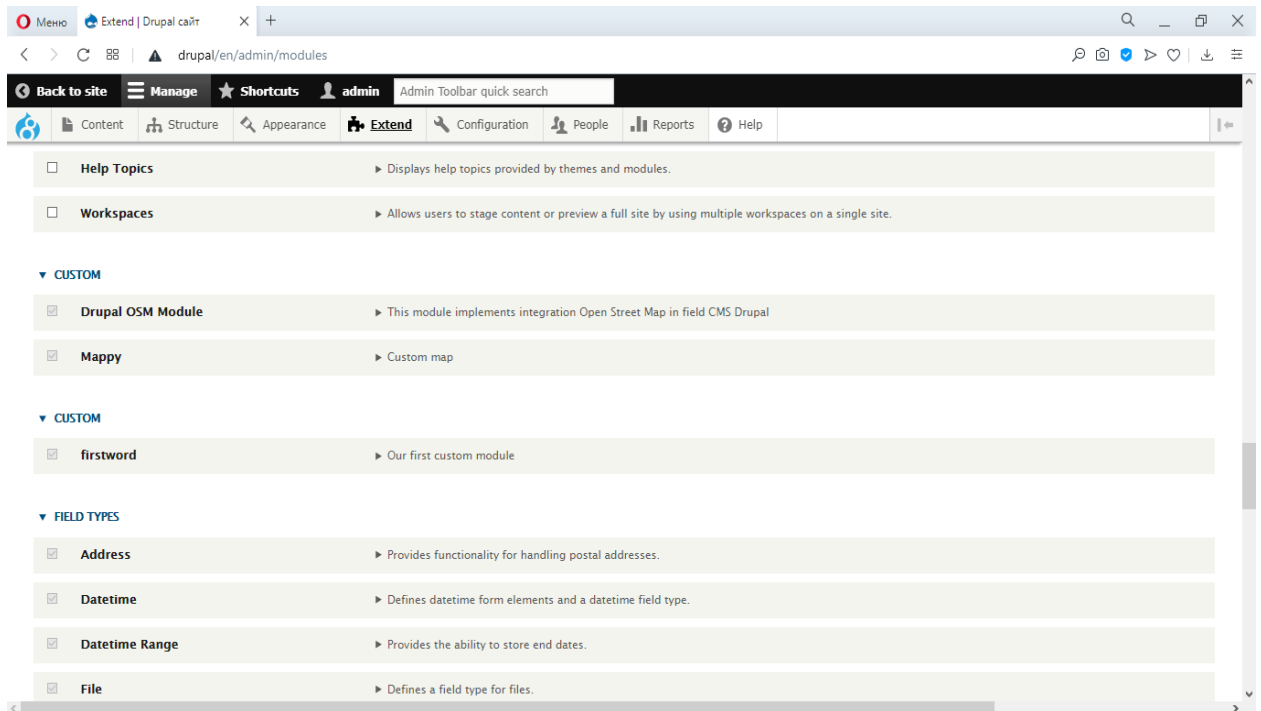 Меню
Extend | Drupal сайт
drupal/en/admin/modules
Back to site Manage Shortcuts admin Admin Toolbar quick search
Content Structure Appearance Extend Configuration People Reports Help
Help Topics Displays help topics provided by themes and modules.
Workspaces Allows users to stage content or preview a full site by using multiple workspaces on a single site.
CUSTOM
Drupal OSM Module This module implements integration Open Street Map in field CMS Drupal
Mappy Custom map
CUSTOM
firstword Our first custom module
FIELD TYPES
Address Provides functionality for handling postal addresses.
Datetime Defines datetime form elements and a datetime field type.
Datetime Range Provides the ability to store end dates.
File Defines a field type for files.